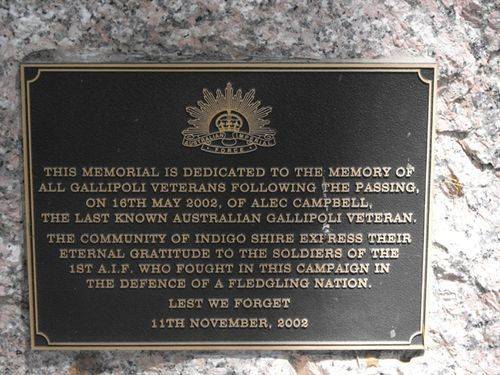 AUSTRALIAN IMPERIAL
FORCE
THIS MEMORIAL IS DEDICATED TO THE MEMORY OF
ALL GALLIPOLI VETERANS FOLLOWING THE PASSING,
ON 16TH MAY 2002, OF ALEC CAMPBELL,
THE LAST KNOWN AUSTRALIAN GALLIPOLI VETERAN.
THE COMMUNITY OF INDIGO SHIRE EXPRESS THEIR
ETERNAL GRATITUDE TO THE SOLDIERS OF THE
1ST A.I.F. WHO FOUGHT IN THIS CAMPAIGN IN
THE DEFENCE OF A FLEDGLING NATION.
LEST WE FORGET
11TH NOVEMBER, 2002